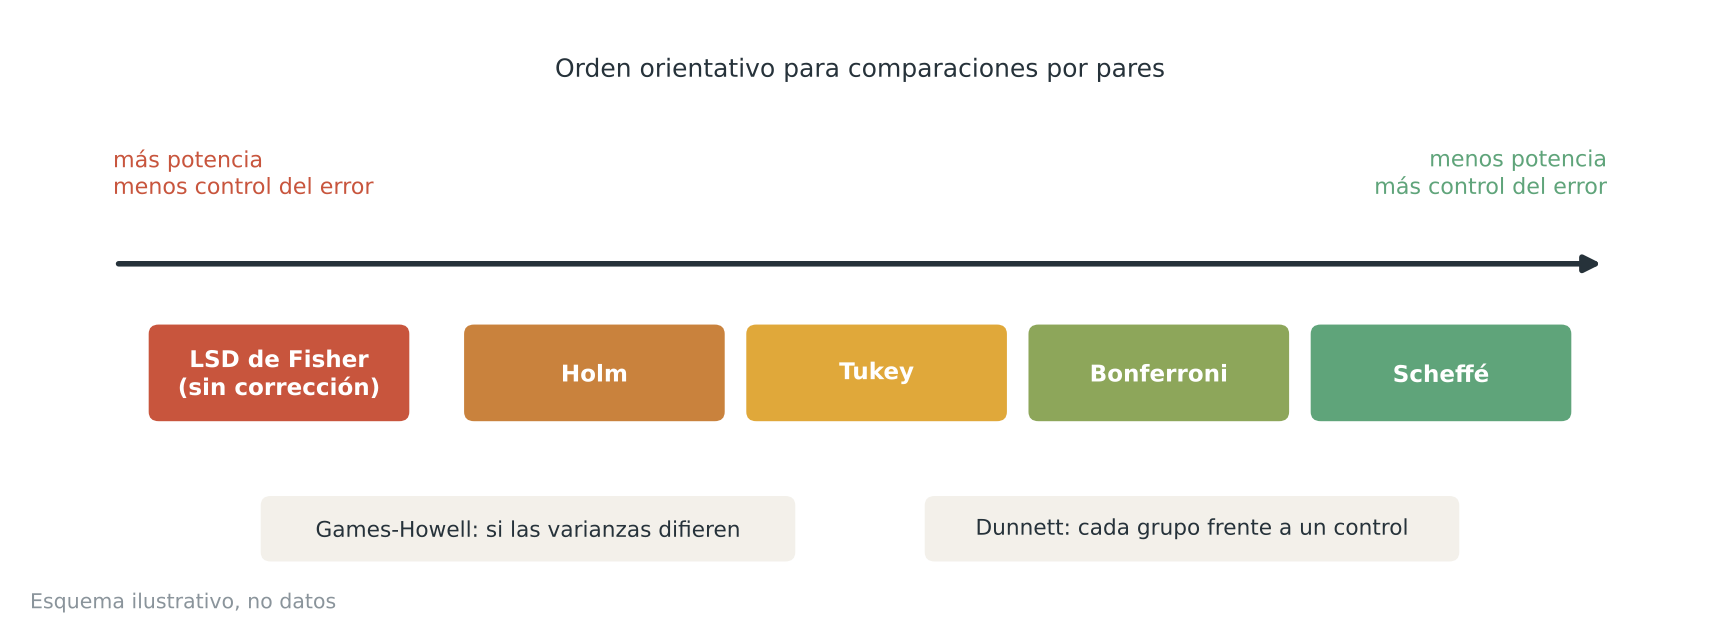 Orden orientativo para comparaciones por pares
más potencia
menos control del error
menos potencia
más control del error
LSD de Fisher
(sin corrección)
Holm
Tukey
Bonferroni
Scheffé
Games-Howell: si las varianzas difieren
Dunnett: cada grupo frente a un control
Esquema ilustrativo, no datos